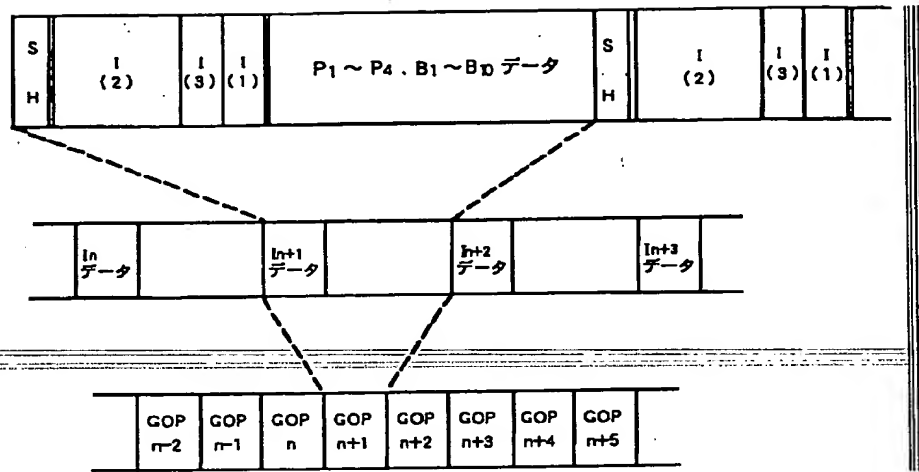 S H
I (2)
I (3)
I (1)
P1 ~ P4 . B1 ~ B10 データ
S H
I (2)
I (3)
I (1)
In データ
In+1 データ
In+2 データ
In+3 データ
GOP n-2
GOP n-1
GOP n
GOP n+1
GOP n+2
GOP n+3
GOP n+4
GOP n+5